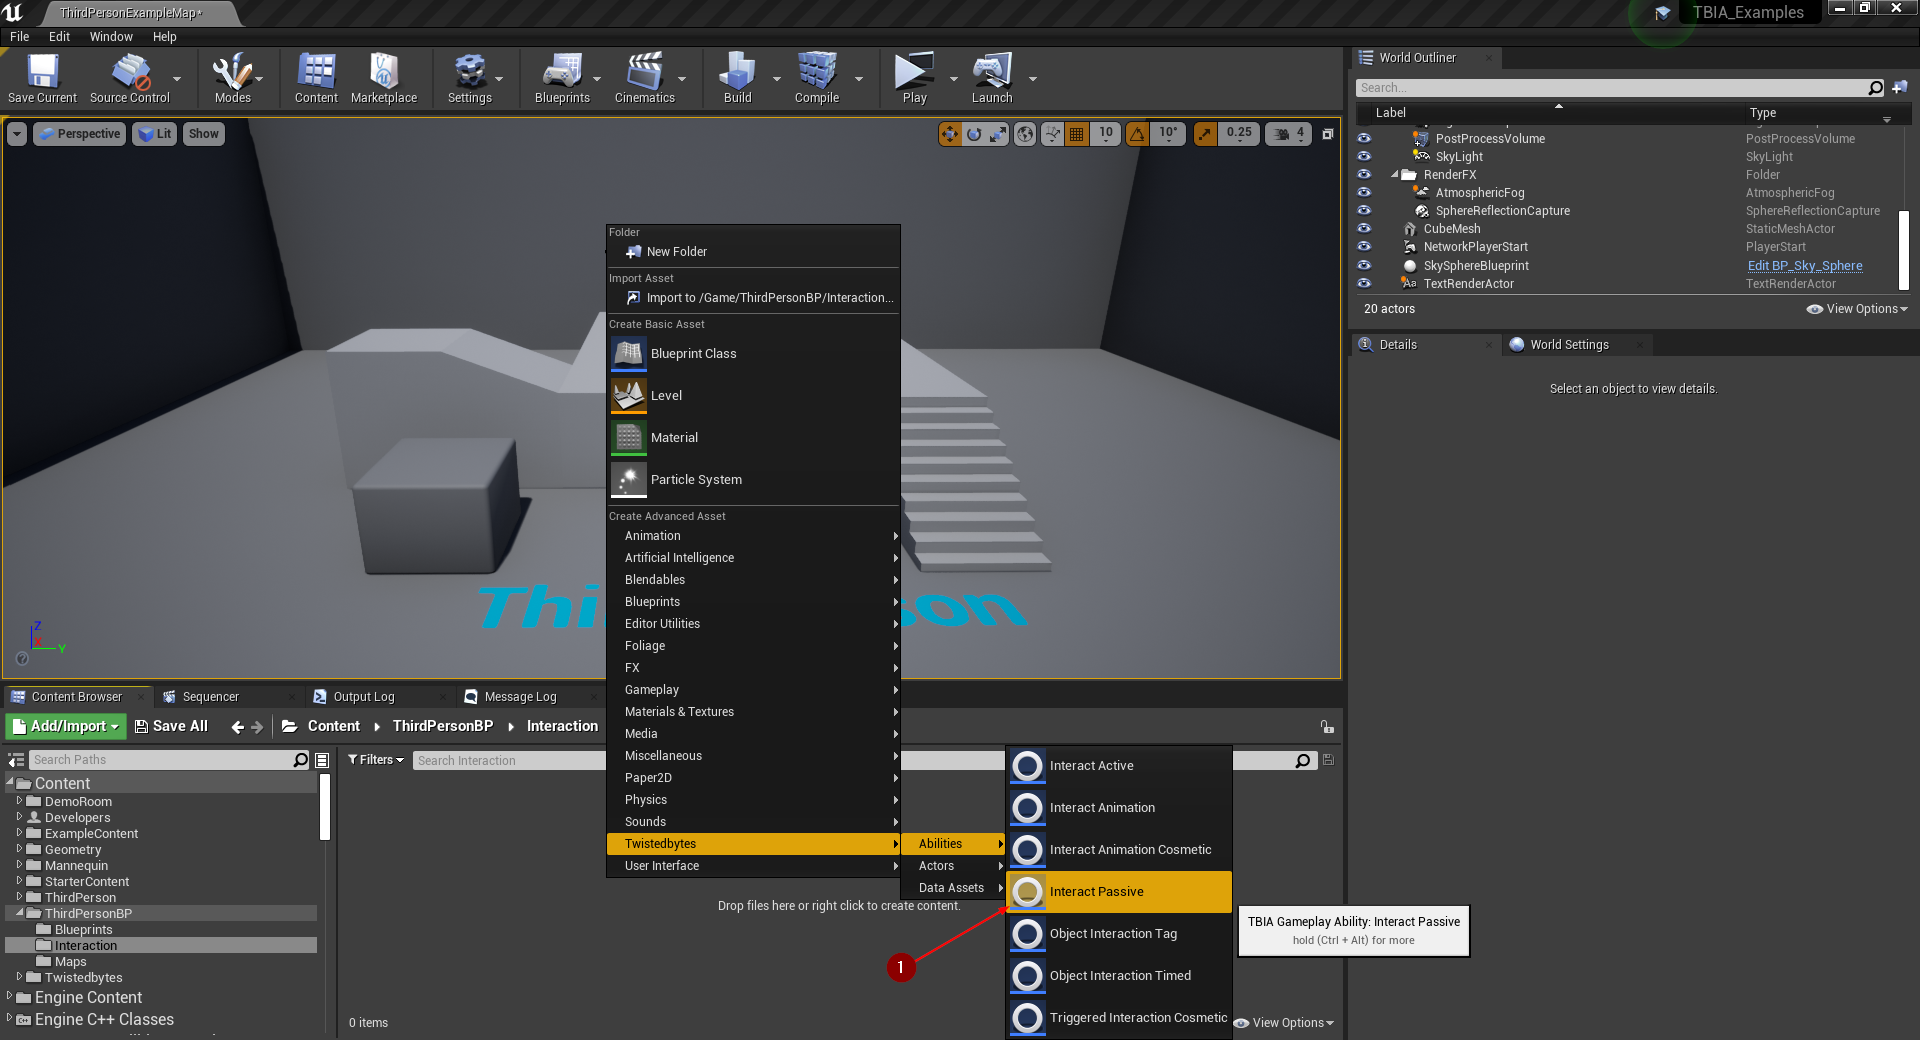 ThirdPersonExampleMap*
TBIA_Examples
File Edit Window Help
Save Current Source Control Modes Content Marketplace Settings Blueprints Cinematics Build Compile Play Launch
Perspective Lit Show
10 10° 0.25 4
World Outliner
Search...
Label Type
PostProcessVolume PostProcessVolume
SkyLight SkyLight
RenderFX Folder
AtmosphericFog AtmosphericFog
SphereReflectionCapture SphereReflectionCapture
CubeMesh StaticMeshActor
NetworkPlayerStart PlayerStart
SkySphereBlueprint Edit BP_Sky_Sphere
TextRenderActor TextRenderActor
20 actors View Options
Details World Settings
Select an object to view details.
Folder
New Folder
Import Asset
Import to /Game/ThirdPersonBP/Interaction...
Create Basic Asset
Blueprint Class
Level
Material
Particle System
Create Advanced Asset
Animation
Artificial Intelligence
Blendables
Blueprints
Editor Utilities
Foliage
FX
Gameplay
Materials & Textures
Media
Miscellaneous
Paper2D
Physics
Sounds
Twistedbytes
User Interface
Abilities
Actors
Data Assets
Interact Active
Interact Animation
Interact Animation Cosmetic
Interact Passive
Object Interaction Tag
Object Interaction Timed
Triggered Interaction Cosmetic
TBIA Gameplay Ability: Interact Passive
hold (Ctrl + Alt) for more
1
Z
X
Y
Content Browser Sequencer Output Log Message Log
Add/Import Save All Content ThirdPersonBP Interaction
Search Paths
Filters Search Interaction
Content
DemoRoom
Developers
ExampleContent
Geometry
Mannequin
StarterContent
ThirdPerson
ThirdPersonBP
Blueprints
Interaction
Maps
Twistedbytes
Engine Content
Engine C++ Classes
Drop files here or right click to create content.
0 items View Options